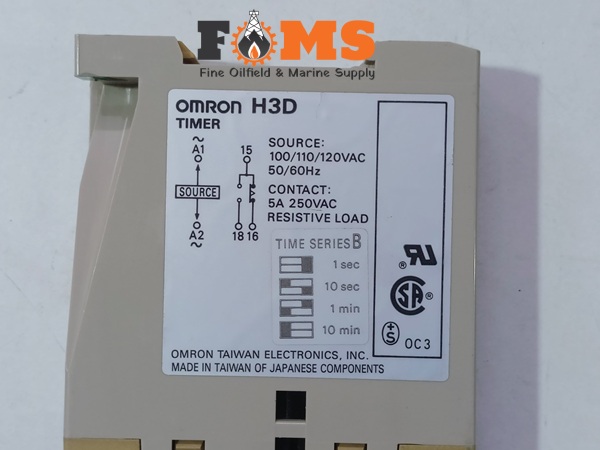 FOMS
Fine Oilfield & Marine Supply
OMRON H3D
TIMER
~
A1
15
SOURCE
A2
~
18 16
SOURCE:
100/110/120VAC
50/60Hz
CONTACT:
5A 250VAC
RESISTIVE LOAD
TIME SERIES B
1 sec
10 sec
1 min
10 min
RU
®
SA
®
+
S
OC3
OMRON TAIWAN ELECTRONICS, INC.
MADE IN TAIWAN OF JAPANESE COMPONENTS